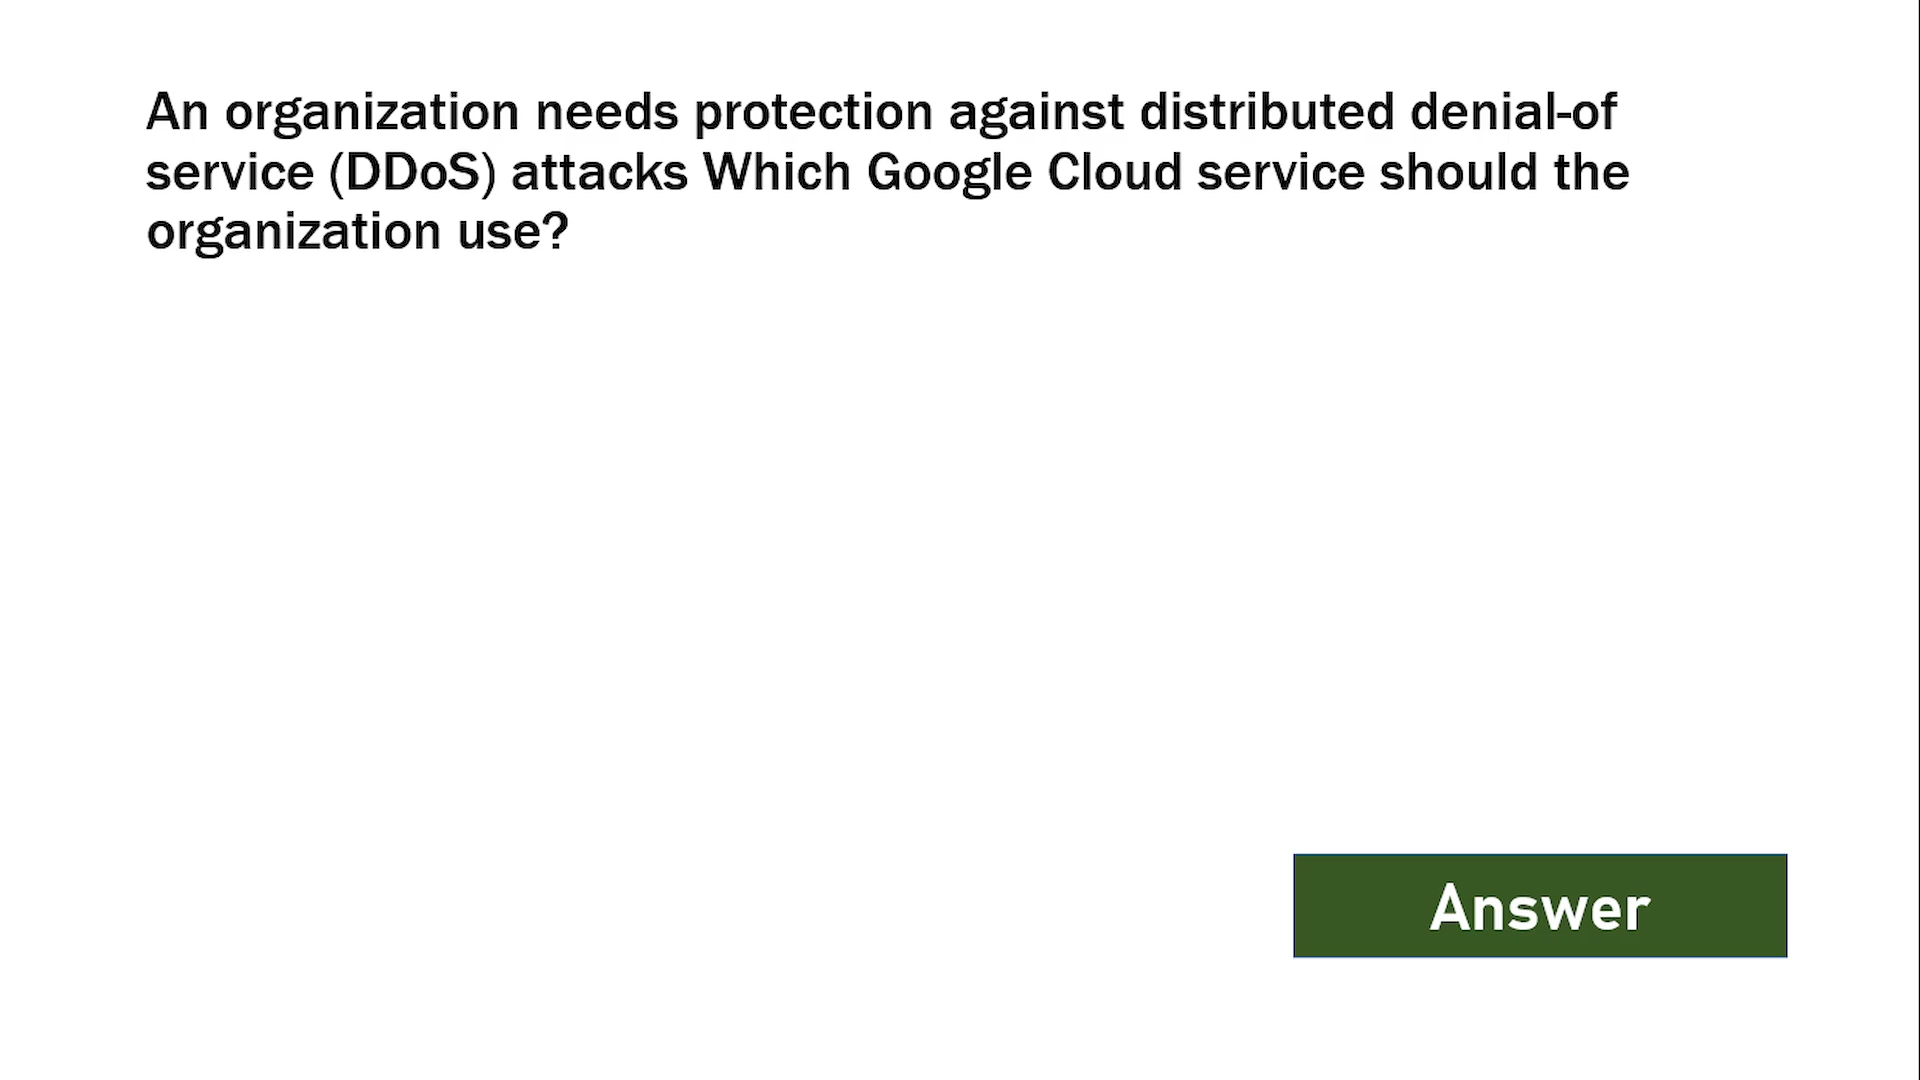 An organization needs protection against distributed denial-of
service (DDoS) attacks Which Google Cloud service should the
organization use?
Answer